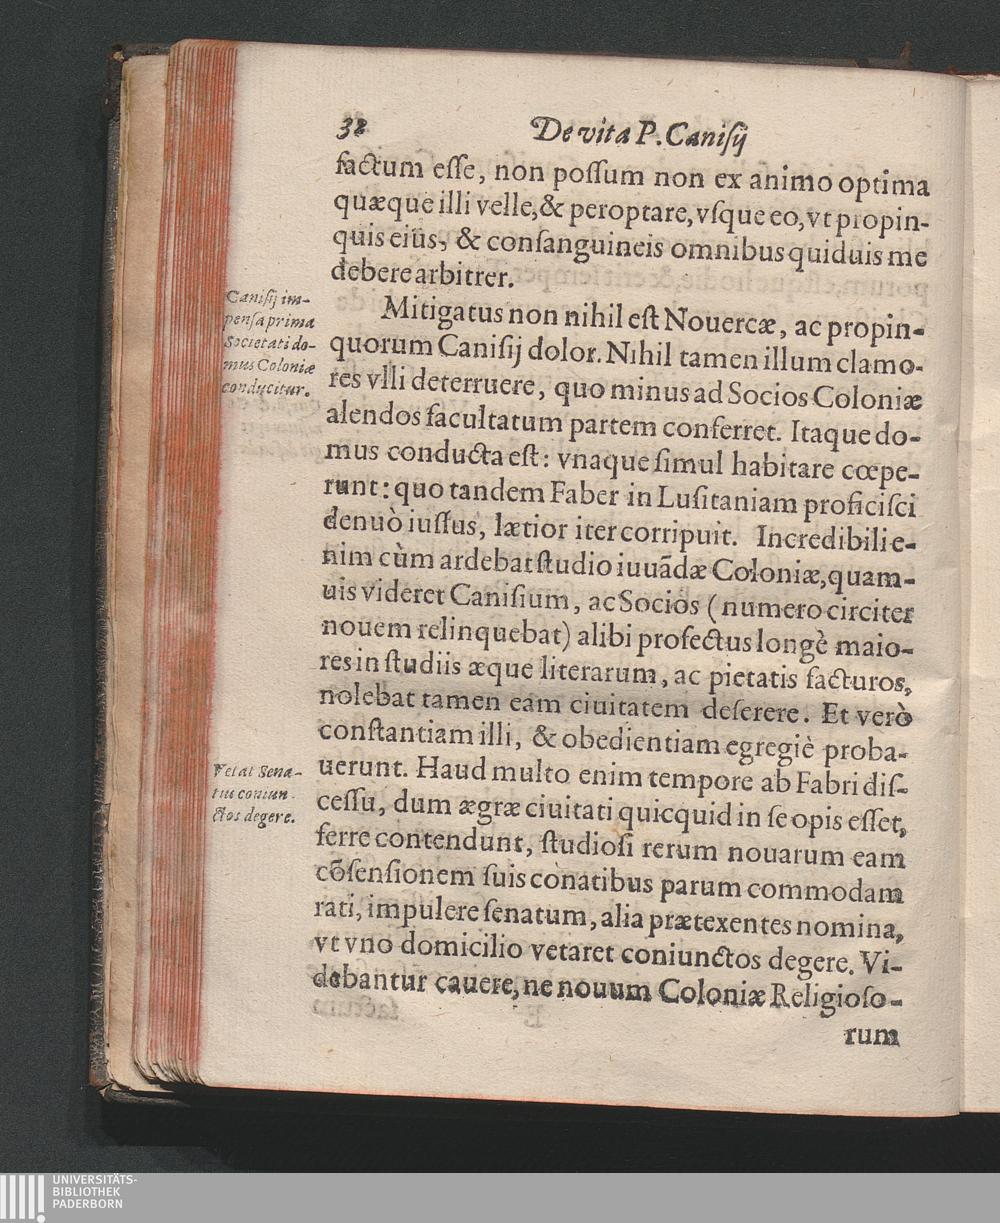 32 De vita P. Caniſij
factum eſſe, non poſſum non ex animo optima
quæque illi velle, & peroptare, vſque eo, vt propin-
quis eius, & conſanguineis omnibus quiduis me
debere arbitrer.
Caniſij im-
penſa prima
Societati do-
mus Coloniæ
conducitur.
Mitigatus non nihil eſt Nouercæ, ac propin-
quorum Caniſij dolor. Nihil tamen illum clamo-
res vlli deterruere, quo minus ad Socios Coloniæ
alendos facultatum partem conferret. Itaque do-
mus conducta eſt: vnaque ſimul habitare cœpe-
runt: quo tandem Faber in Luſitaniam proficiſci
denuò iuſſus, lætior iter corripuit. Incredibili e-
nim cùm ardebat ſtudio iuuãdæ Coloniæ, quam-
uis videret Caniſium, ac Socios (numero circiter
nouem relinquebat) alibi profectus longè maio-
res in ſtudiis æque literarum, ac pietatis facturos,
nolebat tamen eam ciuitatem deſerere. Et verò
conſtantiam illi, & obedientiam egregiè proba-
uerunt. Haud multo enim tempore ab Fabri diſ-
ceſſu, dum ægræ ciuitati quicquid in ſe opis eſſet,
ferre contendunt, ſtudioſi rerum nouarum eam
cõſenſionem ſuis conatibus parum commodam
rati, impulere ſenatum, alia prætexentes nomina,
vt vno domicilio vetaret coniunctos degere. Vi-
debantur cauere, ne nouum Coloniæ Religioſo-
rum
Vetat Sena-
tus coniun-
ctos degere.
UNIVERSITÄTS-
BIBLIOTHEK
PADERBORN